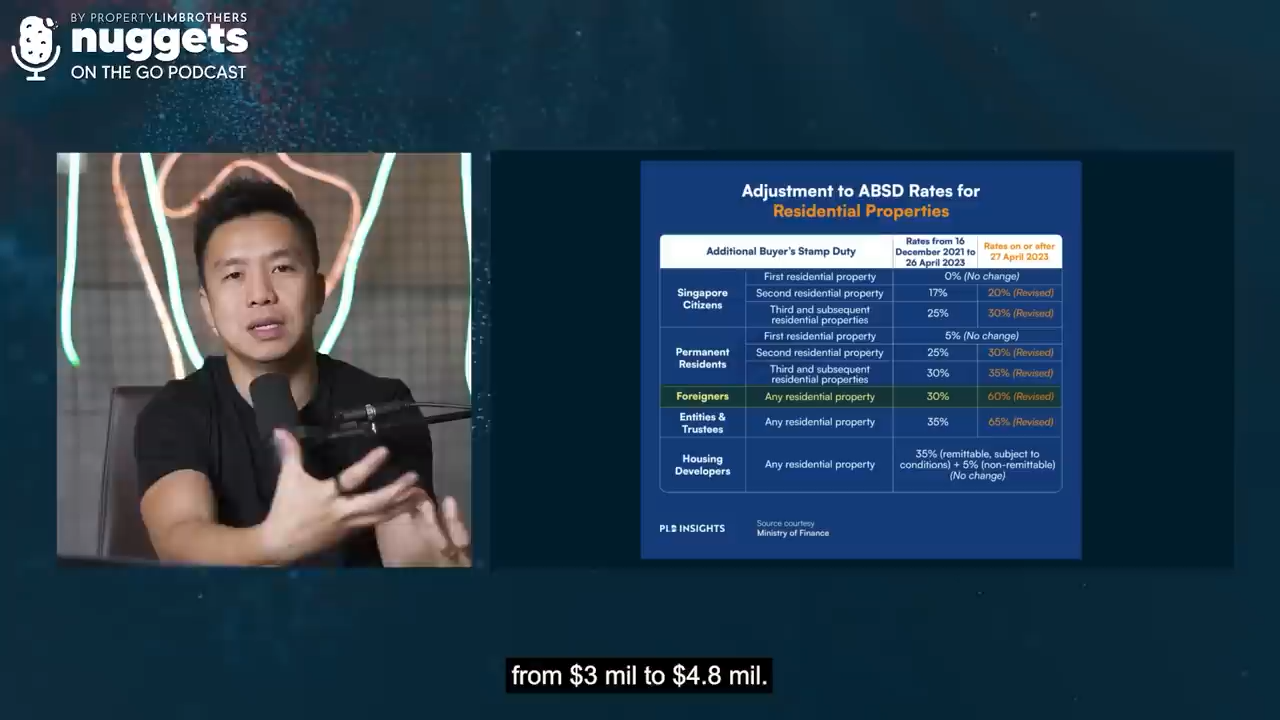 BY PROPERTYLIMBROTHERS
nuggets
ON THE GO PODCAST
Adjustment to ABSD Rates for
Residential Properties
Additional Buyer's Stamp Duty
Rates from 16
December 2021 to
26 April 2023
Rates on or after
27 April 2023
Singapore
Citizens
First residential property
0% (No change)
Second residential property
17%
20% (Revised)
Third and subsequent
residential properties
25%
30% (Revised)
Permanent
Residents
First residential property
5% (No change)
Second residential property
25%
30% (Revised)
Third and subsequent
residential properties
30%
35% (Revised)
Foreigners
Any residential property
30%
60% (Revised)
Entities &
Trustees
Any residential property
35%
65% (Revised)
Housing
Developers
Any residential property
35% (remittable, subject to
conditions) + 5% (non-remittable)
(No change)
PLB INSIGHTS
Source courtesy
Ministry of Finance
from $3 mil to $4.8 mil.